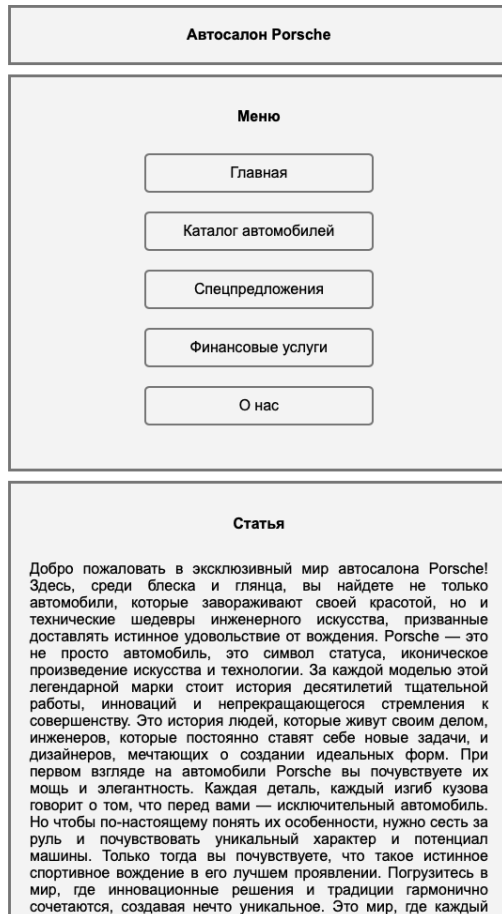 Автосалон Porsche
Меню
Главная
Каталог автомобилей
Спецпредложения
Финансовые услуги
О нас
Статья
Добро пожаловать в эксклюзивный мир автосалона Porsche!
Здесь, среди блеска и глянца, вы найдете не только
автомобили, которые завораживают своей красотой, но и
технические шедевры инженерного искусства, призванные
доставлять истинное удовольствие от вождения. Porsche — это
не просто автомобиль, это символ статуса, иконическое
произведение искусства и технологии. За каждой моделью этой
легендарной марки стоит история десятилетий тщательной
работы, инноваций и непрекращающегося стремления к
совершенству. Это история людей, которые живут своим делом,
инженеров, которые постоянно ставят себе новые задачи, и
дизайнеров, мечтающих о создании идеальных форм. При
первом взгляде на автомобили Porsche вы почувствуете их
мощь и элегантность. Каждая деталь, каждый изгиб кузова
говорит о том, что перед вами — исключительный автомобиль.
Но чтобы по-настоящему понять их особенности, нужно сесть за
руль и почувствовать уникальный характер и потенциал
машины. Только тогда вы почувствуете, что такое истинное
спортивное вождение в его лучшем проявлении. Погрузитесь в
мир, где инновационные решения и традиции гармонично
сочетаются, создавая нечто уникальное. Это мир, где каждый